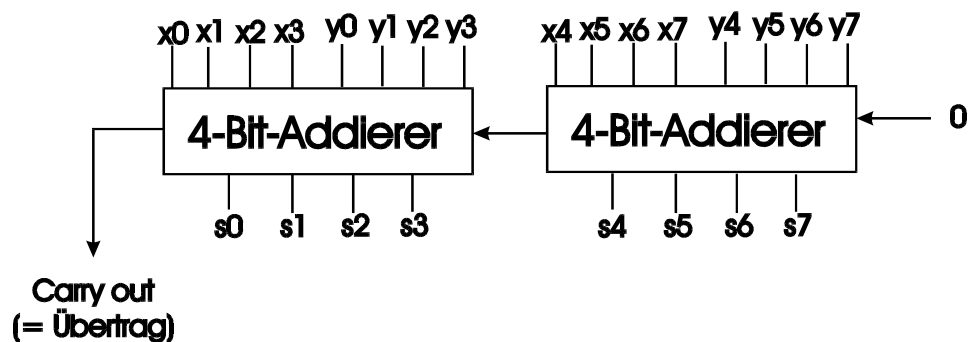 x0 x1 x2 x3 y0 y1 y2 y3 x4 x5 x6 x7 y4 y5 y6 y7
4-Bit-Addierer 4-Bit-Addierer 0
s0 s1 s2 s3 s4 s5 s6 s7
Carry out
(= Übertrag)